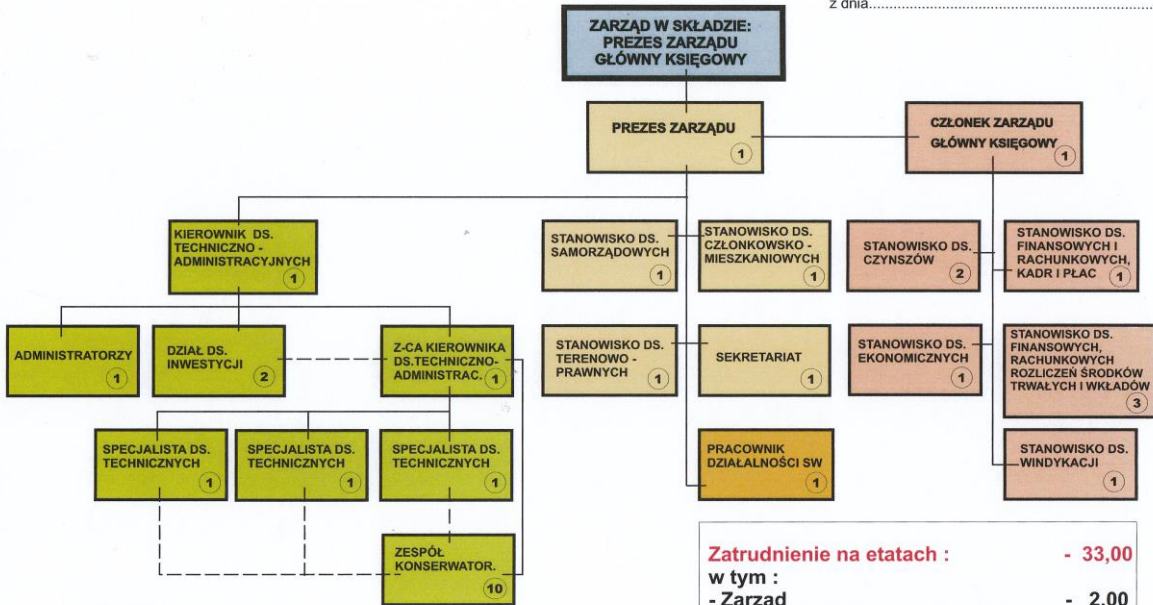 z dnia
ZARZĄD W SKŁADZIE:
PREZES ZARZĄDU
GŁÓWNY KSIĘGOWY
PREZES ZARZĄDU
1
CZŁONEK ZARZĄDU
GŁÓWNY KSIĘGOWY
1
KIEROWNIK DS.
TECHNICZNO -
ADMINISTRACYJNYCH
1
STANOWISKO DS.
SAMORZĄDOWYCH
1
STANOWISKO DS.
CZŁONKOWSKO -
MIESZKANIOWYCH
1
STANOWISKO DS.
CZYNSZÓW
2
STANOWISKO DS.
FINANSOWYCH I
RACHUNKOWYCH,
KADR I PŁAC
1
ADMINISTRATORZY
1
DZIAŁ DS.
INWESTYCJI
2
Z-CA KIEROWNIKA
DS.TECHNICZNO-
ADMINISTRAC.
1
STANOWISKO DS.
TERENOWO -
PRAWNYCH
1
SEKRETARIAT
1
STANOWISKO DS.
EKONOMICZNYCH
1
STANOWISKO DS.
FINANSOWYCH,
RACHUNKOWYCH
ROZLICZEŃ ŚRODKÓW
TRWAŁYCH I WKŁADÓW
3
SPECJALISTA DS.
TECHNICZNYCH
1
SPECJALISTA DS.
TECHNICZNYCH
1
SPECJALISTA DS.
TECHNICZNYCH
1
PRACOWNIK
DZIAŁALNOŚCI SW
1
STANOWISKO DS.
WINDYKACJI
1
ZESPÓŁ
KONSERWATOR.
10
Zatrudnienie na etatach : - 33,00
w tym :
- Zarząd - 2,00